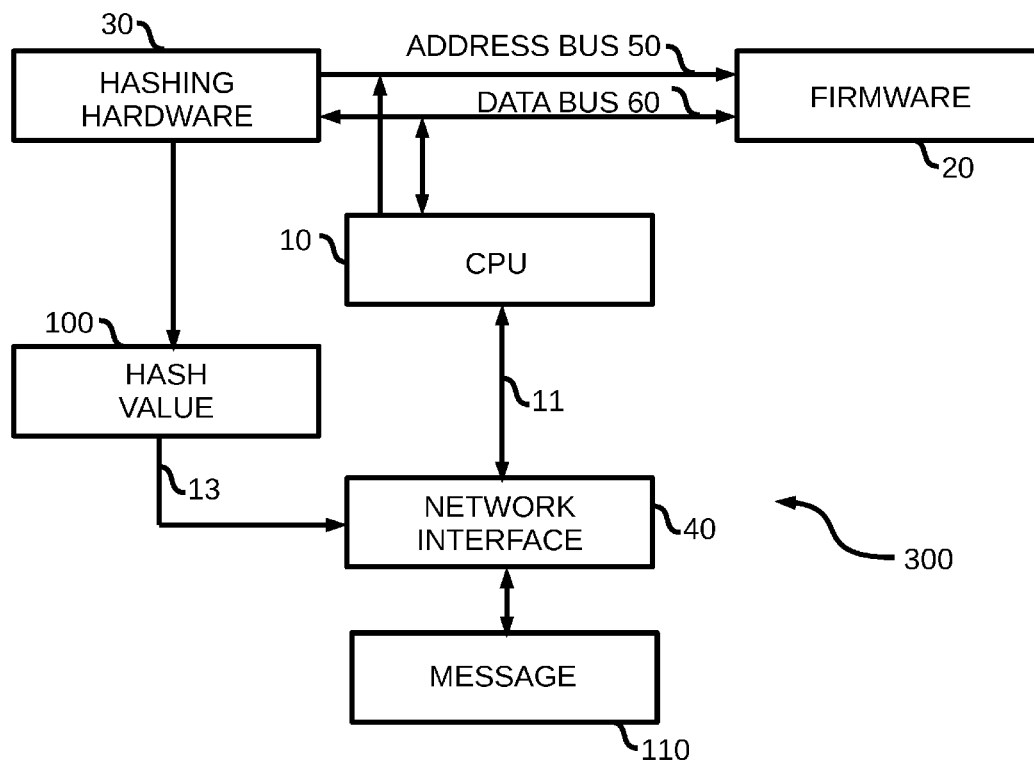 30
ADDRESS BUS 50
HASHING
HARDWARE
DATA BUS 60
FIRMWARE
20
10
CPU
100
HASH
VALUE
11
13
NETWORK
INTERFACE
40
300
MESSAGE
110